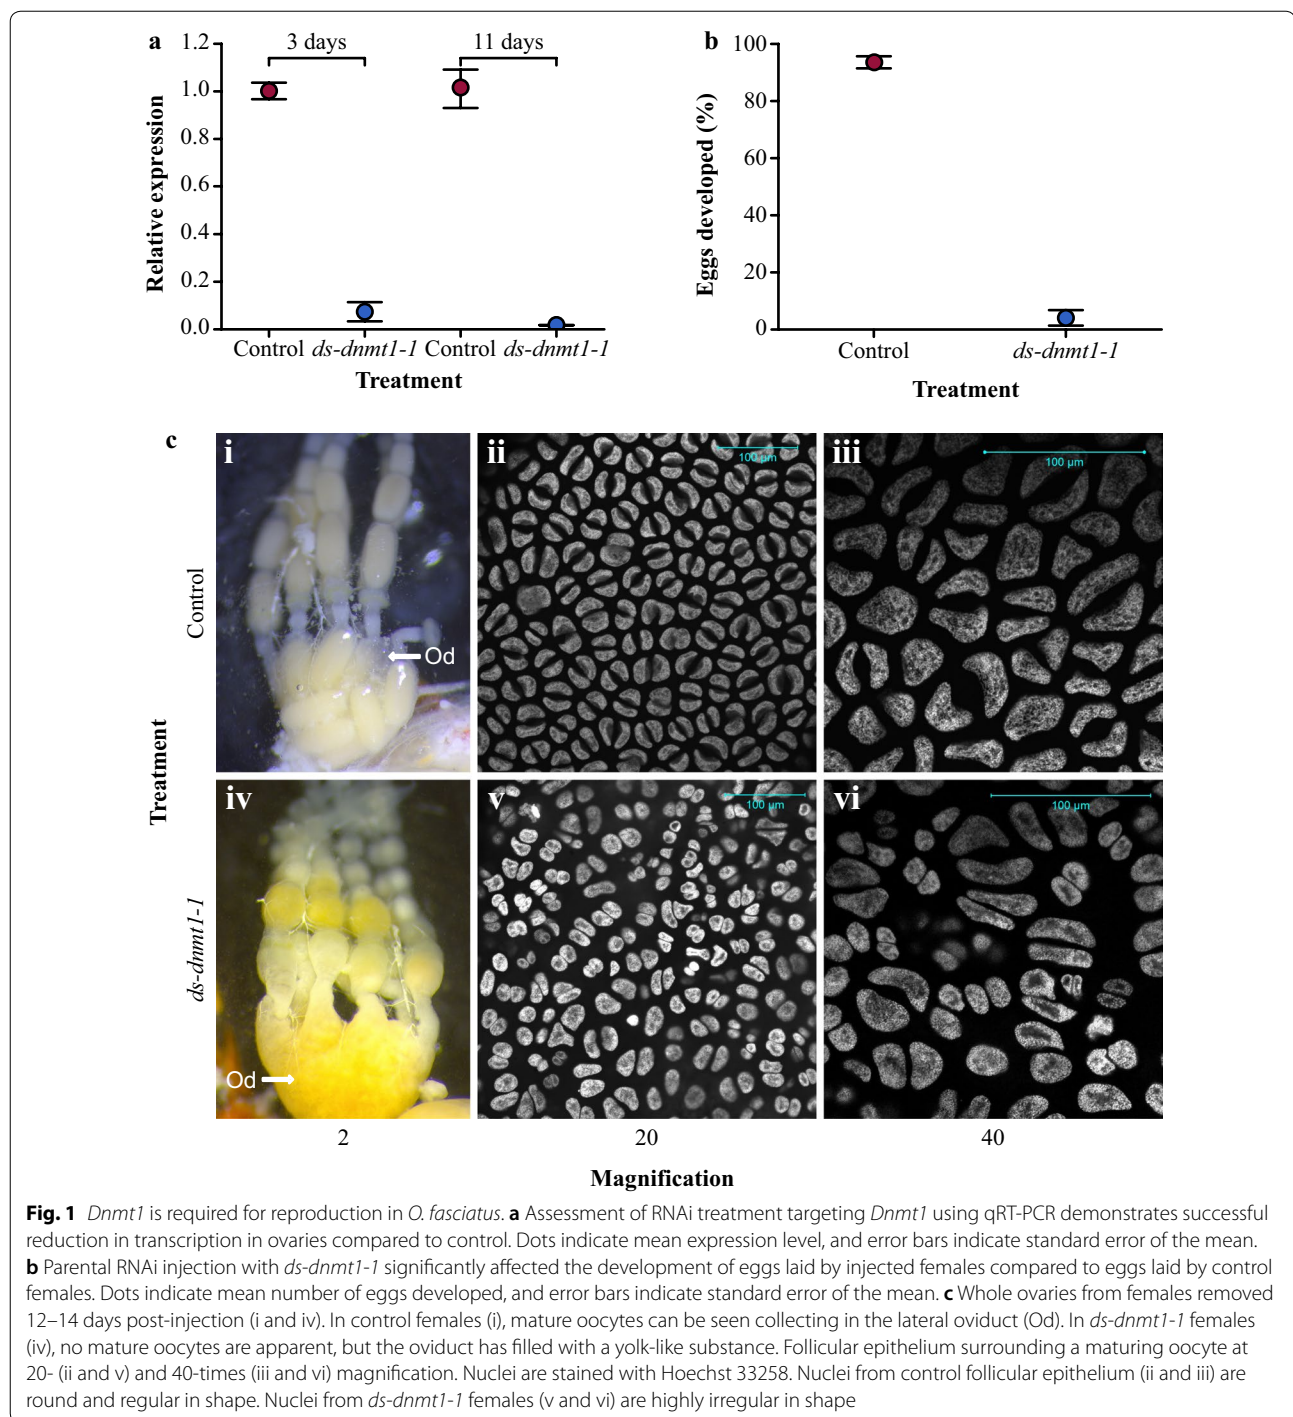 a
3 days
11 days
1.2
1.0
0.8
0.6
0.4
0.2
0.0
Relative expression
Control ds-dnmt1-1 Control ds-dnmt1-1
Treatment
b
100
80
60
40
20
0
Eggs developed (%)
Control
ds-dnmt1-1
Treatment
c
i
ii
iii
100 µm
100 µm
Od
Control
Treatment
iv
v
vi
100 µm
100 µm
Od
ds-dnmt1-1
2
20
40
Magnification
Fig. 1 Dnmt1 is required for reproduction in O. fasciatus. a Assessment of RNAi treatment targeting Dnmt1 using qRT-PCR demonstrates successful
reduction in transcription in ovaries compared to control. Dots indicate mean expression level, and error bars indicate standard error of the mean.
b Parental RNAi injection with ds-dnmt1-1 significantly affected the development of eggs laid by injected females compared to eggs laid by control
females. Dots indicate mean number of eggs developed, and error bars indicate standard error of the mean. c Whole ovaries from females removed
12–14 days post-injection (i and iv). In control females (i), mature oocytes can be seen collecting in the lateral oviduct (Od). In ds-dnmt1-1 females
(iv), no mature oocytes are apparent, but the oviduct has filled with a yolk-like substance. Follicular epithelium surrounding a maturing oocyte at
20- (ii and v) and 40-times (iii and vi) magnification. Nuclei are stained with Hoechst 33258. Nuclei from control follicular epithelium (ii and iii) are
round and regular in shape. Nuclei from ds-dnmt1-1 females (v and vi) are highly irregular in shape